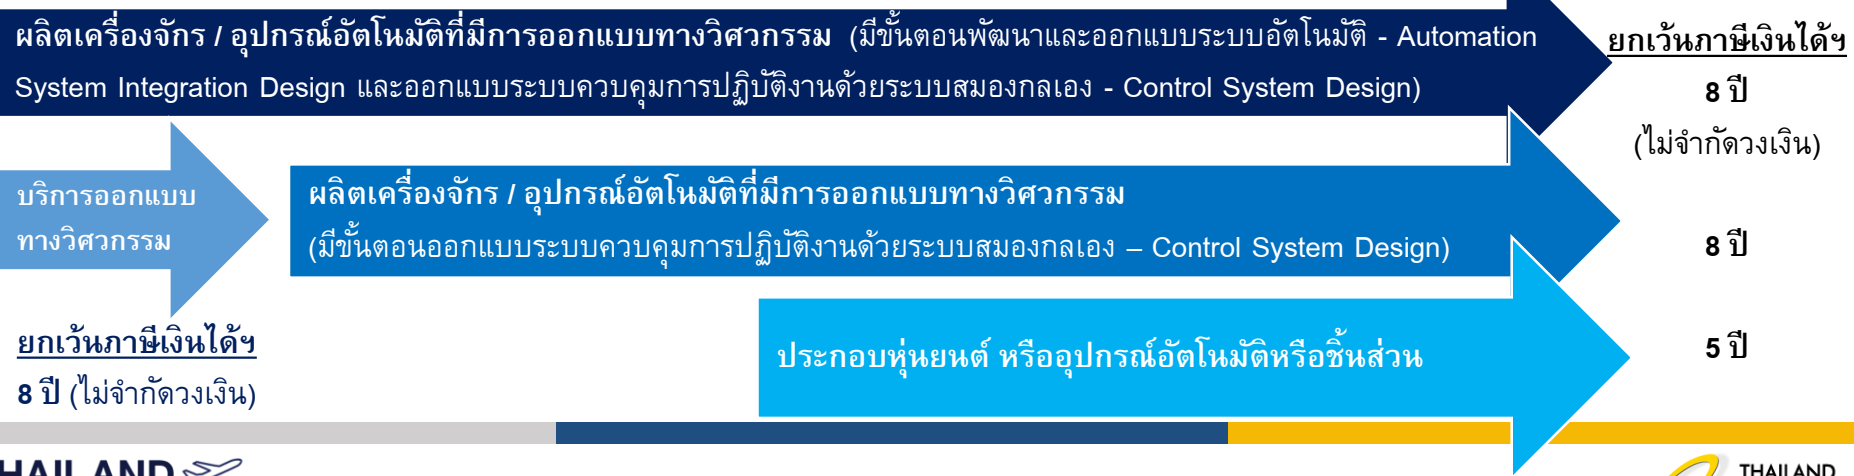 ผลิตเครื่องจักร / อุปกรณ์อัตโนมัติที่มีการออกแบบทางวิศวกรรม (มีขั้นตอนพัฒนาและออกแบบระบบอัตโนมัติ - Automation
System Integration Design และออกแบบระบบควบคุมการปฏิบัติงานด้วยระบบสมองกลเอง - Control System Design)
ยกเว้นภาษีเงินได้ฯ
8 ปี
(ไม่จำกัดวงเงิน)
บริการออกแบบ
ทางวิศวกรรม
ผลิตเครื่องจักร / อุปกรณ์อัตโนมัติที่มีการออกแบบทางวิศวกรรม
(มีขั้นตอนออกแบบระบบควบคุมการปฏิบัติงานด้วยระบบสมองกลเอง – Control System Design)
8 ปี
ยกเว้นภาษีเงินได้ฯ
8 ปี (ไม่จำกัดวงเงิน)
ประกอบหุ่นยนต์ หรืออุปกรณ์อัตโนมัติหรือชิ้นส่วน
5 ปี
HAILAND
THAILAND